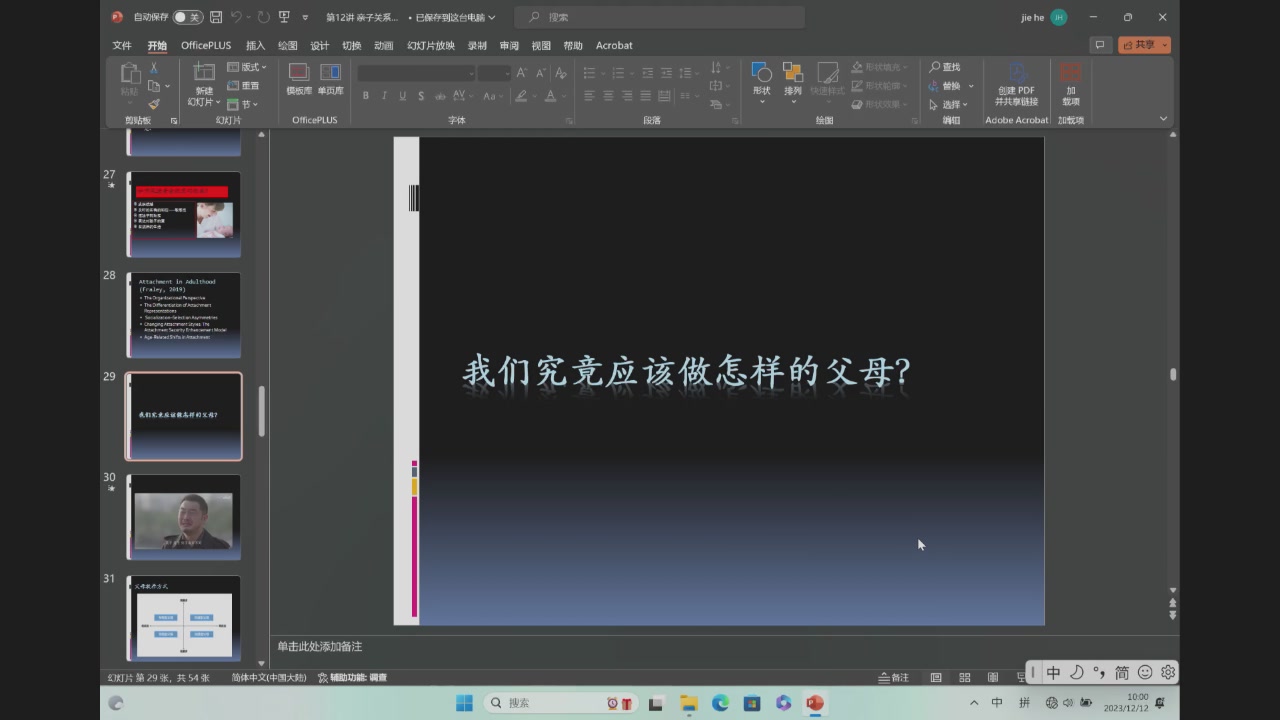 自动保存 关 第12讲 亲子关系... • 已保存到这台电脑 搜索 jie he JH
文件 开始 OfficePLUS 插入 绘图 设计 切换 动画 幻灯片放映 录制 审阅 视图 帮助 Acrobat 共享
粘贴 新建 幻灯片 版式 重置 节 模板库 单页库
B I U S ab AV Aa A
形状 排列 快速样式 形状填充 形状轮廓 形状效果 查找 替换 选择 创建 PDF 并共享链接 加载项
剪贴板 幻灯片 OfficePLUS 字体 段落 绘图 编辑 Adobe Acrobat 加载项
27
28
Attachment in Adulthood
(Fraley, 2019)
The Organizational Perspective
The Differentiation of Attachment
Representations
Socialization-Selection Asymmetries
Changing Attachment Styles: The
Attachment Security Enhancement Model
Age-Related Shifts in Attachment
29
我们究竟应该做怎样的父母?
30
31
父母教养方式
我们究竟应该做怎样的父母?
单击此处添加备注
幻灯片 第 29 张，共 54 张 简体中文(中国大陆) 辅助功能: 调查 备注
中 简
搜索 中 拼 10:00
2023/12/12